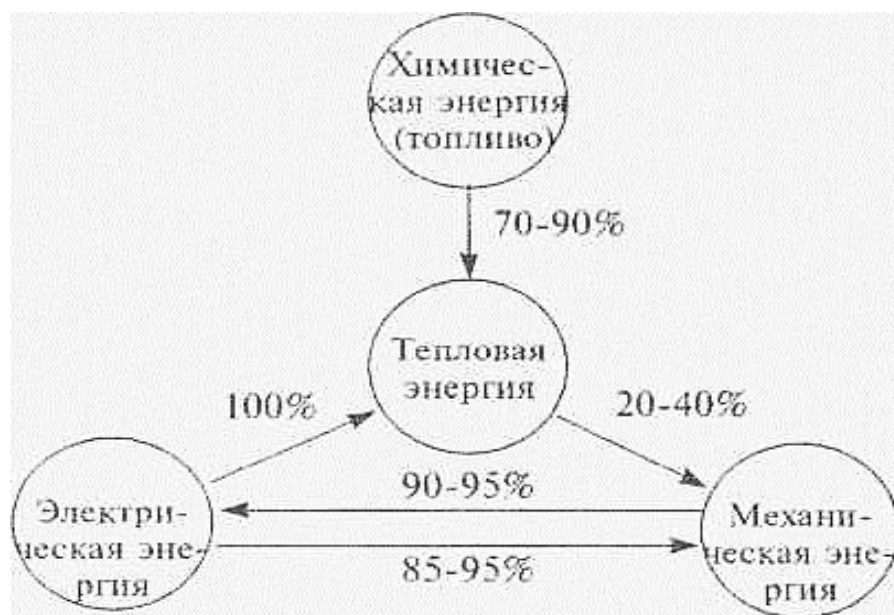 Химичес-
кая энергия
(топливо)
70-90%
Тепловая
энергия
100%
20-40%
90-95%
Электри-
ческая эне-
ргия
Механи-
ческая эне-
ргия
85-95%